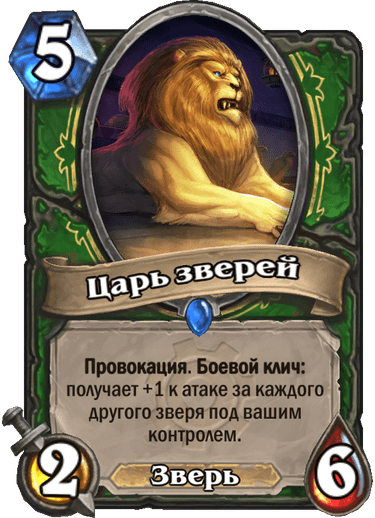 5
Царь зверей
Провокация. Боевой клич:
получает +1 к атаке за каждого
другого зверя под вашим
контролем.
2
Зверь
6